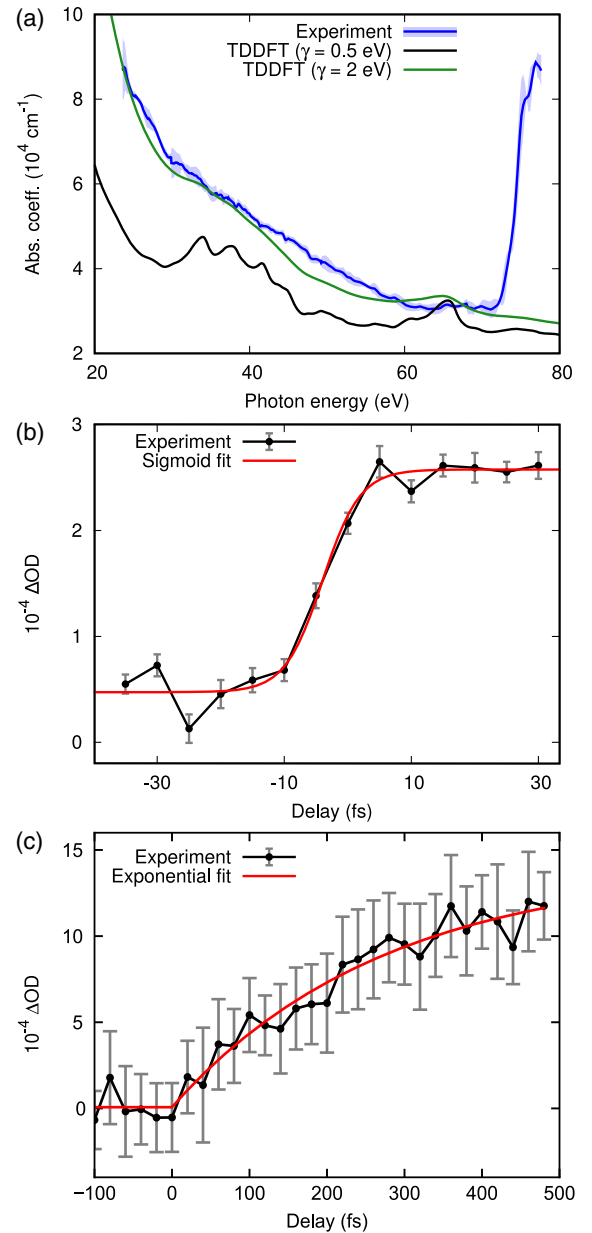 (a)
Experiment
TDDFT (γ = 0.5 eV)
TDDFT (γ = 2 eV)
Abs. coeff. (10⁴ cm⁻¹)
10
8
6
4
2
20 40 60 80
Photon energy (eV)
(b)
Experiment
Sigmoid fit
10⁻⁴ ΔOD
3
2
1
0
-30 -10 10 30
Delay (fs)
(c)
Experiment
Exponential fit
10⁻⁴ ΔOD
15
10
5
0
−100 0 100 200 300 400 500
Delay (fs)